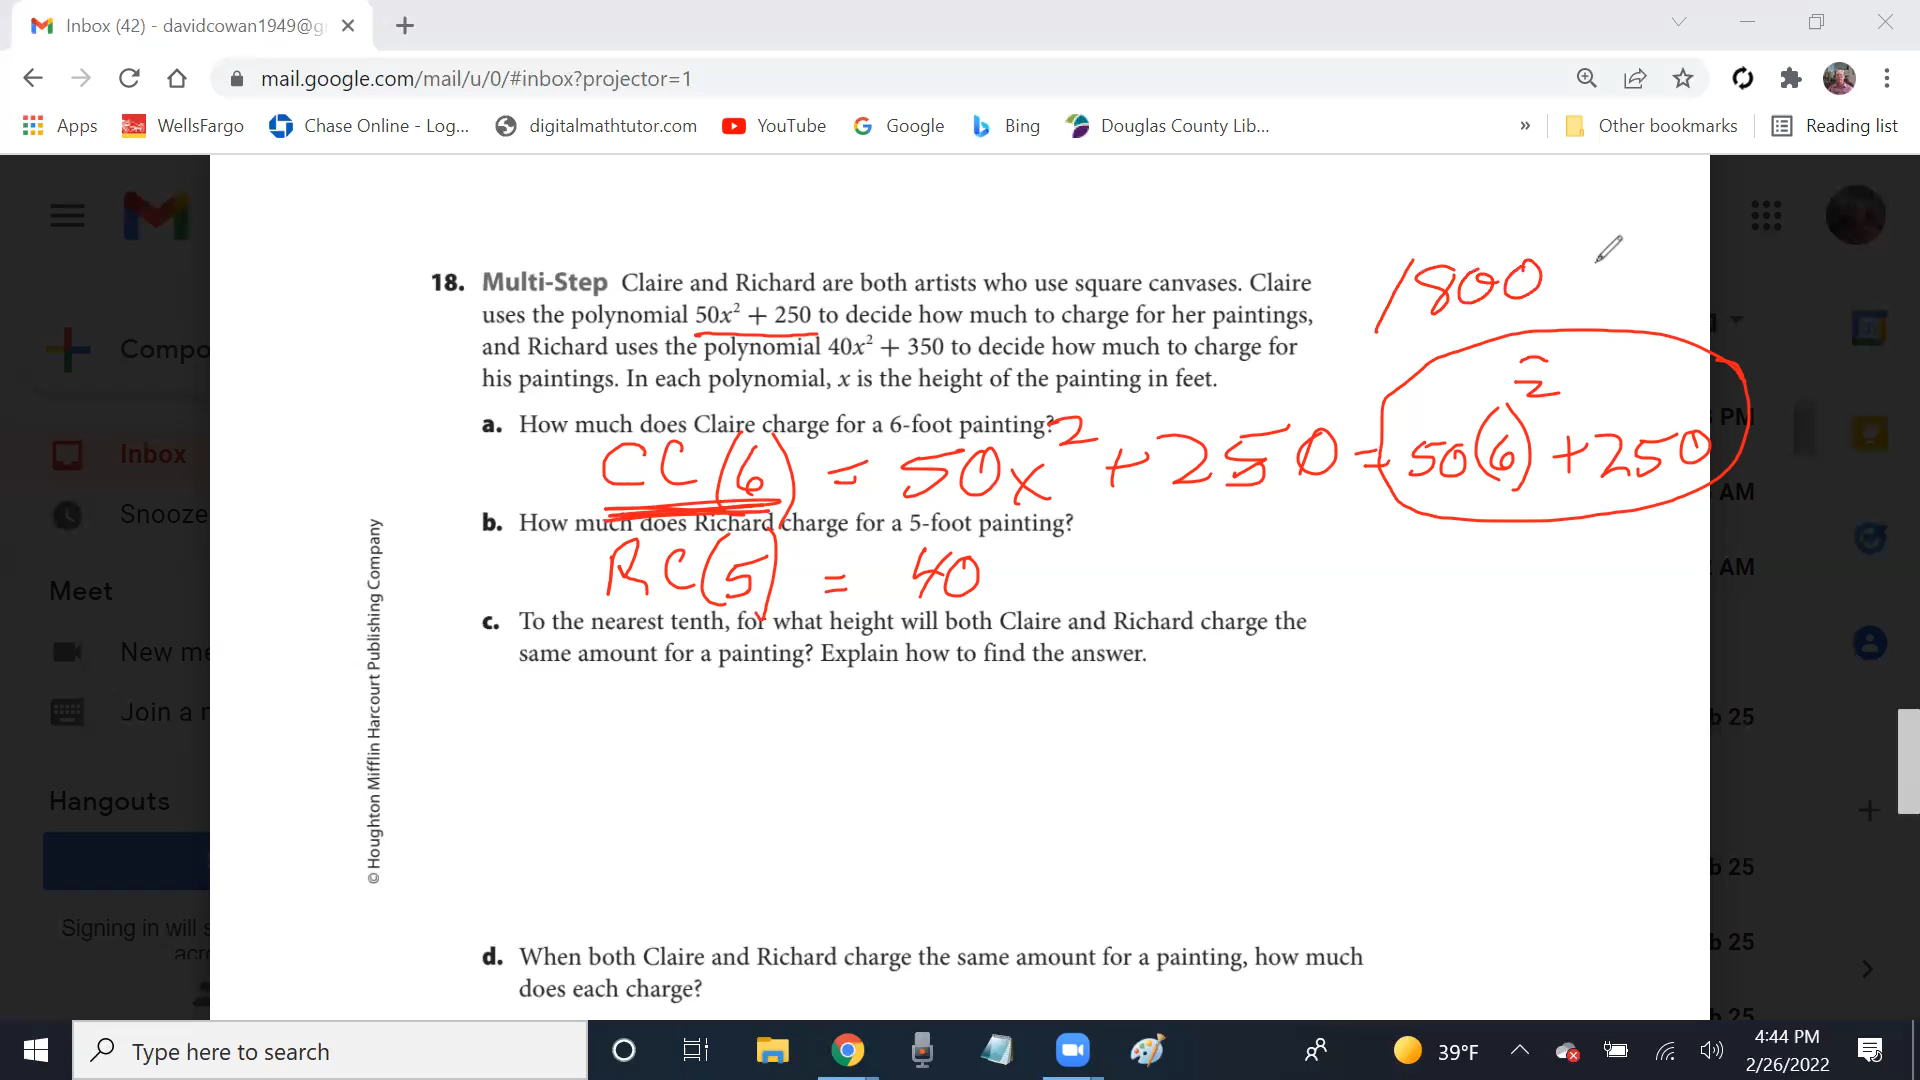 Inbox (42) - davidcowan1949@g
mail.google.com/mail/u/0/#inbox?projector=1
Apps WellsFargo Chase Online - Log... digitalmathtutor.com YouTube Google Bing Douglas County Lib... » Other bookmarks Reading list
18. Multi-Step Claire and Richard are both artists who use square canvases. Claire
uses the polynomial 50x² + 250 to decide how much to charge for her paintings,
and Richard uses the polynomial 40x² + 350 to decide how much to charge for
his paintings. In each polynomial, x is the height of the painting in feet.
1800
a. How much does Claire charge for a 6-foot painting?
CC(6) = 50x² + 250 = 50(6)² + 250
b. How much does Richard charge for a 5-foot painting?
RC(5) = 40
c. To the nearest tenth, for what height will both Claire and Richard charge the
same amount for a painting? Explain how to find the answer.
d. When both Claire and Richard charge the same amount for a painting, how much
does each charge?
© Houghton Mifflin Harcourt Publishing Company
Compo
Inbox
Snooze
Meet
New me
Join a
Hangouts
Signing in will
acr
PM
AM
AM
b 25
b 25
b 25
b 25
Type here to search
39°F
4:44 PM
2/26/2022